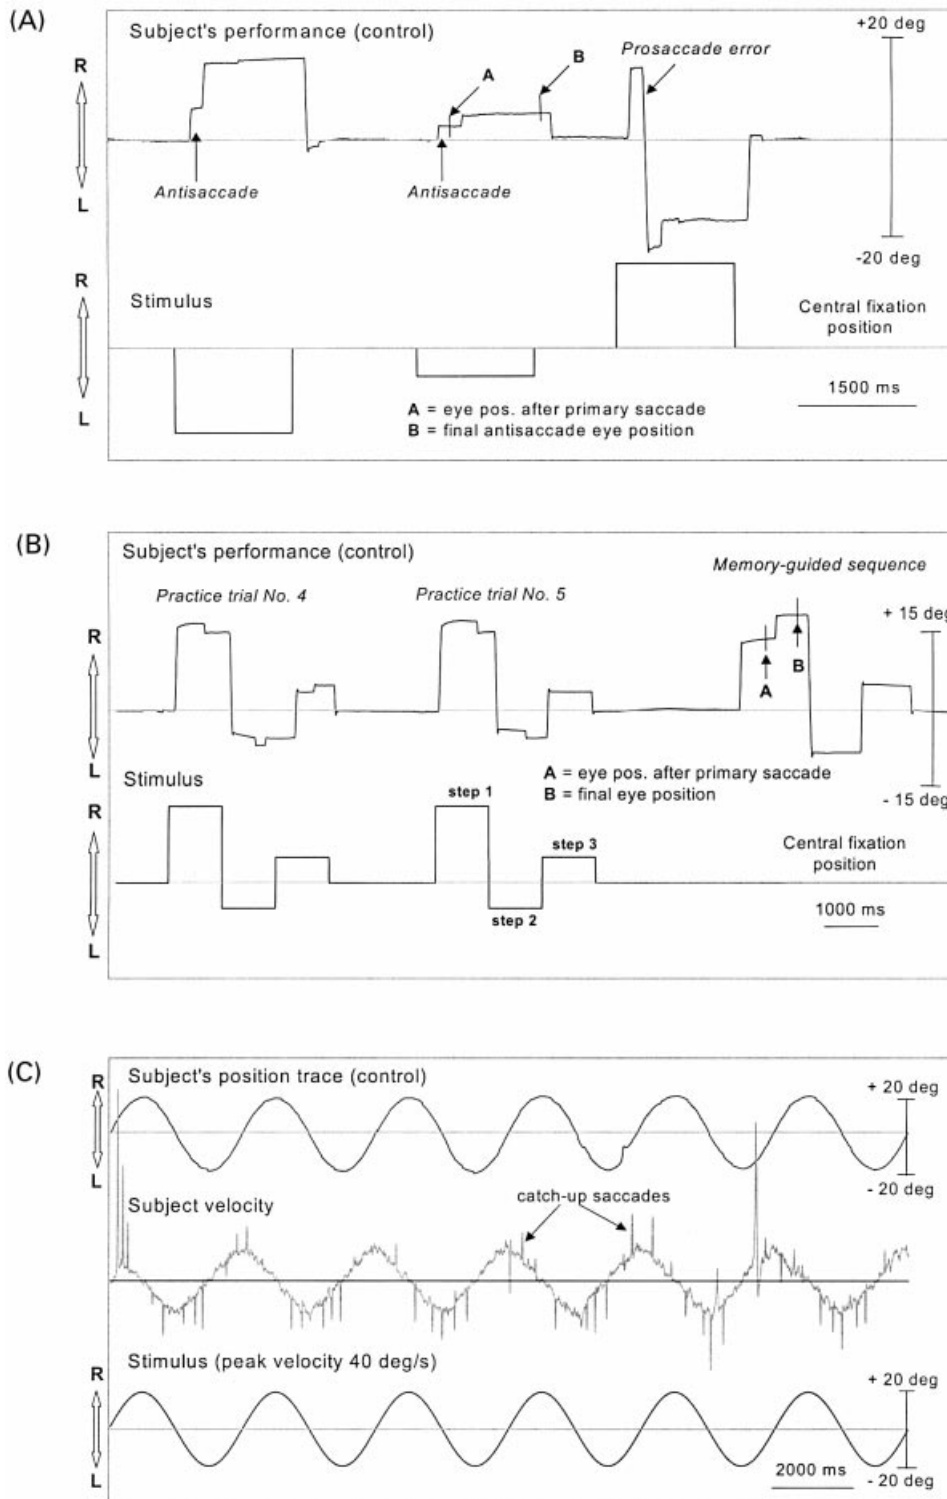 (A)
Subject's performance (control)
+20 deg
R
A
B
Prosaccade error
Antisaccade
Antisaccade
L
-20 deg
R
Stimulus
Central fixation
position
L
1500 ms
A = eye pos. after primary saccade
B = final antisaccade eye position
(B)
Subject's performance (control)
Memory-guided sequence
Practice trial No. 4
Practice trial No. 5
+ 15 deg
R
B
A
L
A = eye pos. after primary saccade
B = final eye position
- 15 deg
Stimulus
R
step 1
step 3
Central fixation
position
step 2
1000 ms
L
(C)
R
Subject's position trace (control)
+ 20 deg
L
- 20 deg
Subject velocity
catch-up saccades
Stimulus (peak velocity 40 deg/s)
R
+ 20 deg
2000 ms
L
- 20 deg